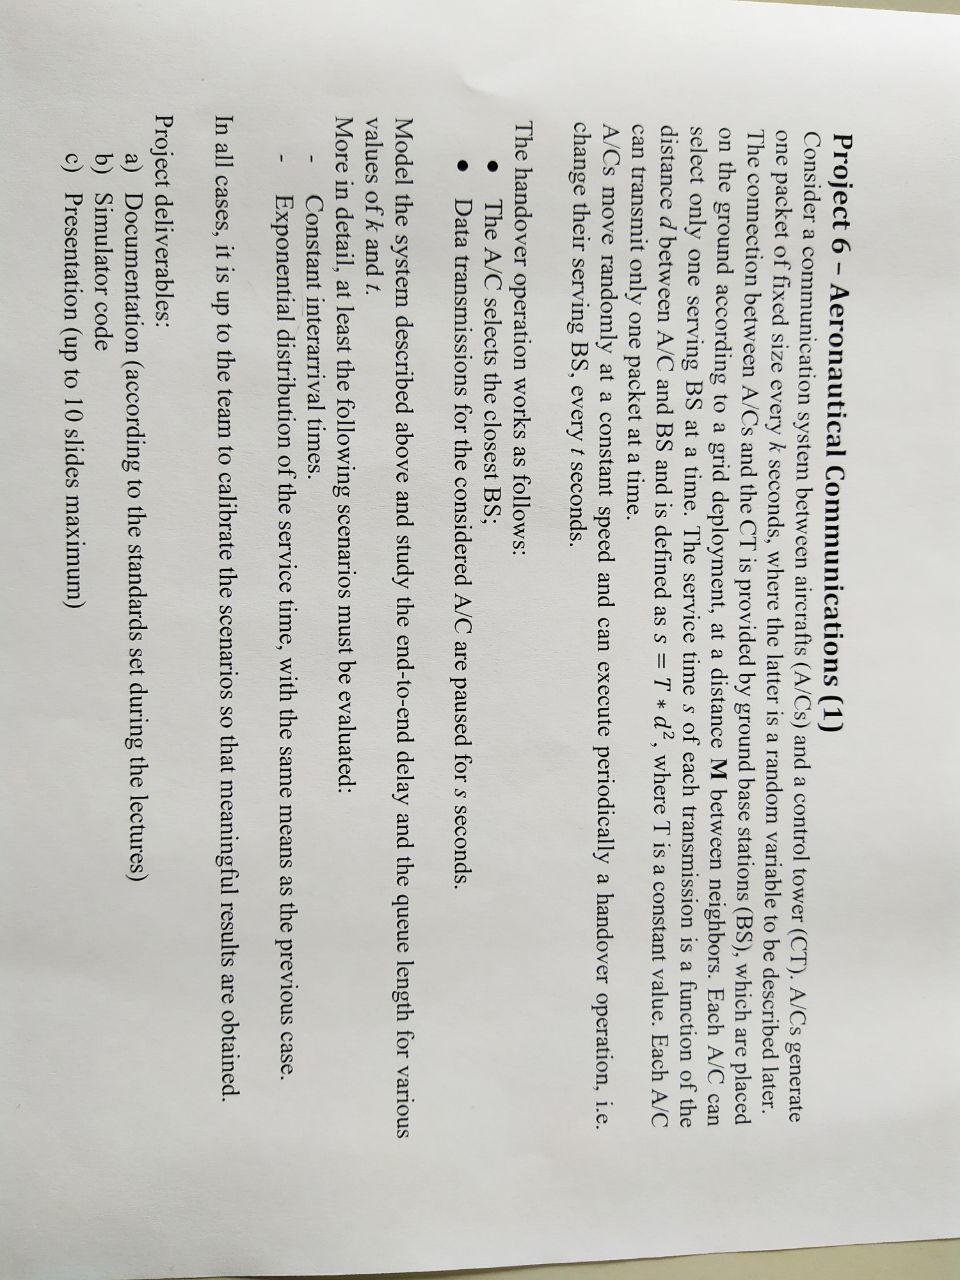 Project 6 – Aeronautical Communications (1)
Consider a communication system between aircrafts (A/Cs) and a control tower (CT). A/Cs generate
one packet of fixed size every k seconds, where the latter is a random variable to be described later.
The connection between A/Cs and the CT is provided by ground base stations (BS), which are placed
on the ground according to a grid deployment, at a distance M between neighbors. Each A/C can
select only one serving BS at a time. The service time s of each transmission is a function of the
distance d between A/C and BS and is defined as s = T * d², where T is a constant value. Each A/C
can transmit only one packet at a time.
A/Cs move randomly at a constant speed and can execute periodically a handover operation, i.e.
change their serving BS, every t seconds.
The handover operation works as follows:
• The A/C selects the closest BS;
• Data transmissions for the considered A/C are paused for s seconds.
Model the system described above and study the end-to-end delay and the queue length for various
values of k and t.
More in detail, at least the following scenarios must be evaluated:
- Constant interarrival times.
- Exponential distribution of the service time, with the same means as the previous case.
In all cases, it is up to the team to calibrate the scenarios so that meaningful results are obtained.
Project deliverables:
a) Documentation (according to the standards set during the lectures)
b) Simulator code
c) Presentation (up to 10 slides maximum)